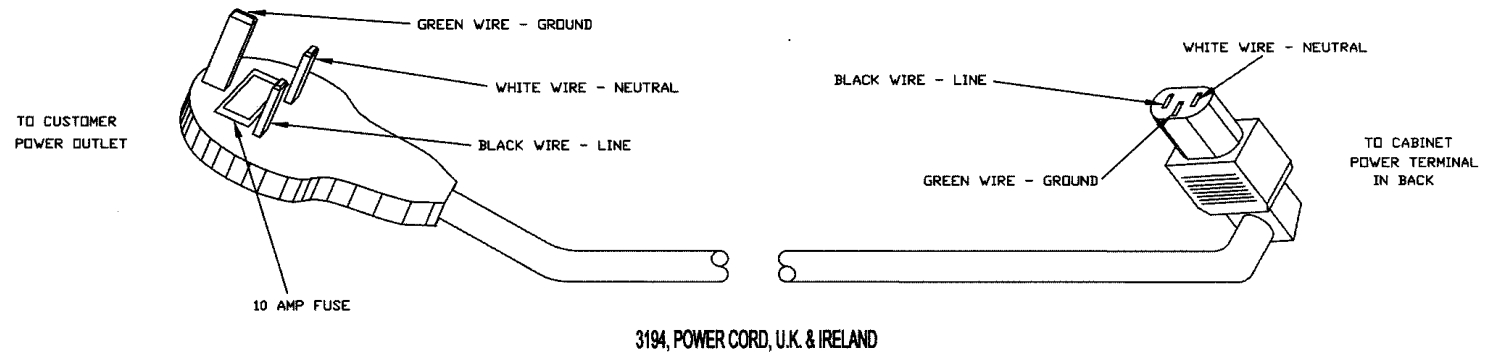 GREEN WIRE - GROUND
WHITE WIRE - NEUTRAL
BLACK WIRE - LINE
TO CUSTOMER
POWER OUTLET
10 AMP FUSE
WHITE WIRE - NEUTRAL
BLACK WIRE - LINE
GREEN WIRE - GROUND
TO CABINET
POWER TERMINAL
IN BACK
3194, POWER CORD, U.K. & IRELAND